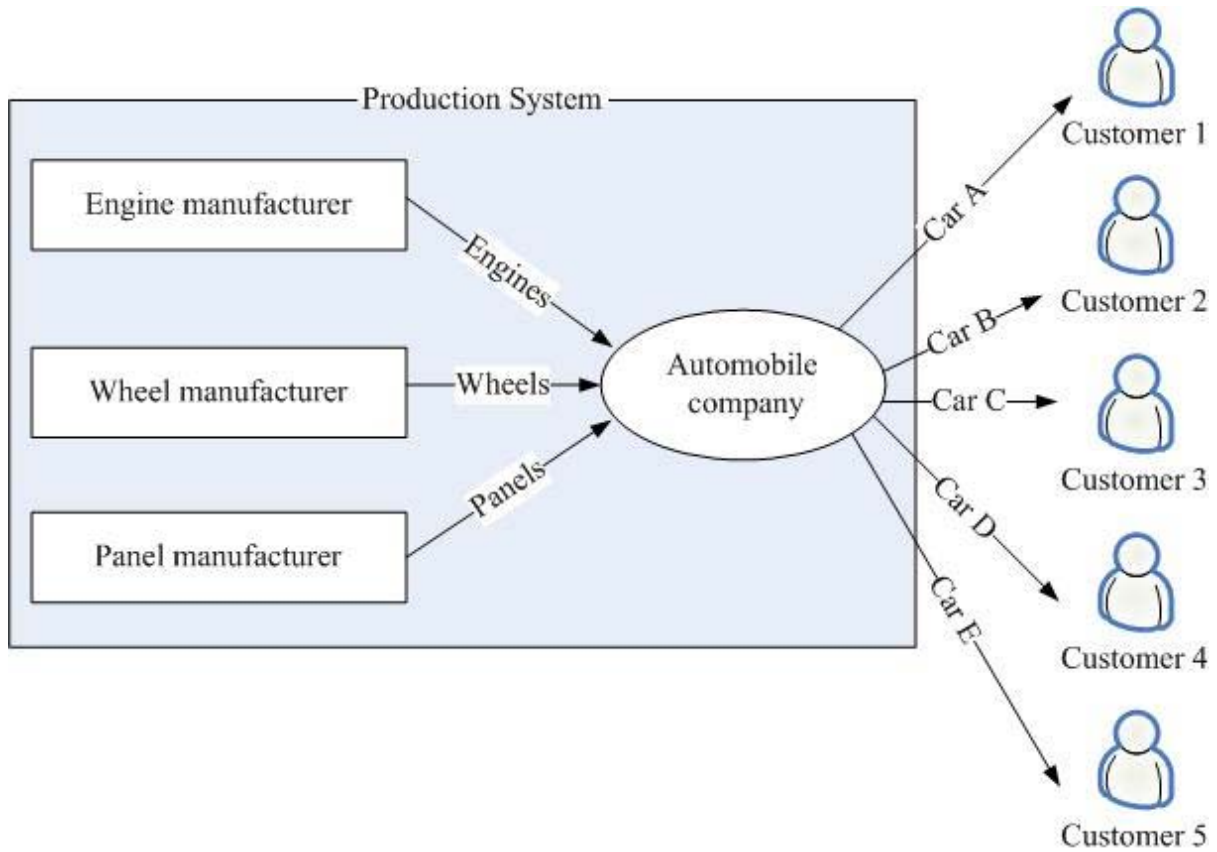 Production System
Engine manufacturer
Engines
Wheel manufacturer
Wheels
Panel manufacturer
Panels
Automobile
company
Car A
Car B
Car C
Car D
Car E
Customer 1
Customer 2
Customer 3
Customer 4
Customer 5